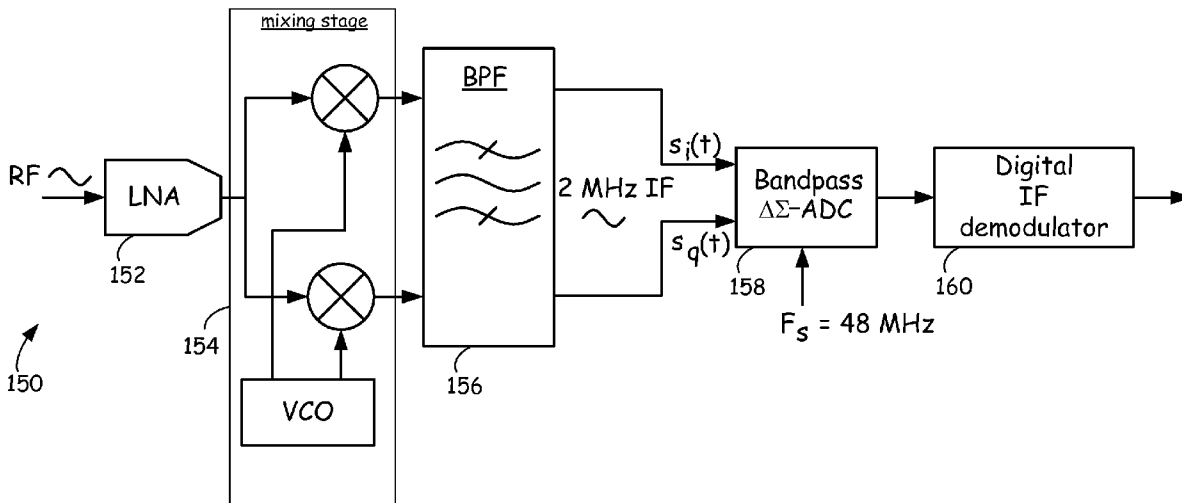 mixing stage
RF
LNA
152
154
VCO
150
BPF
156
2 MHz IF
s_i(t)
s_q(t)
Bandpass
ΔΣ-ADC
158
F_s = 48 MHz
Digital
IF
demodulator
160